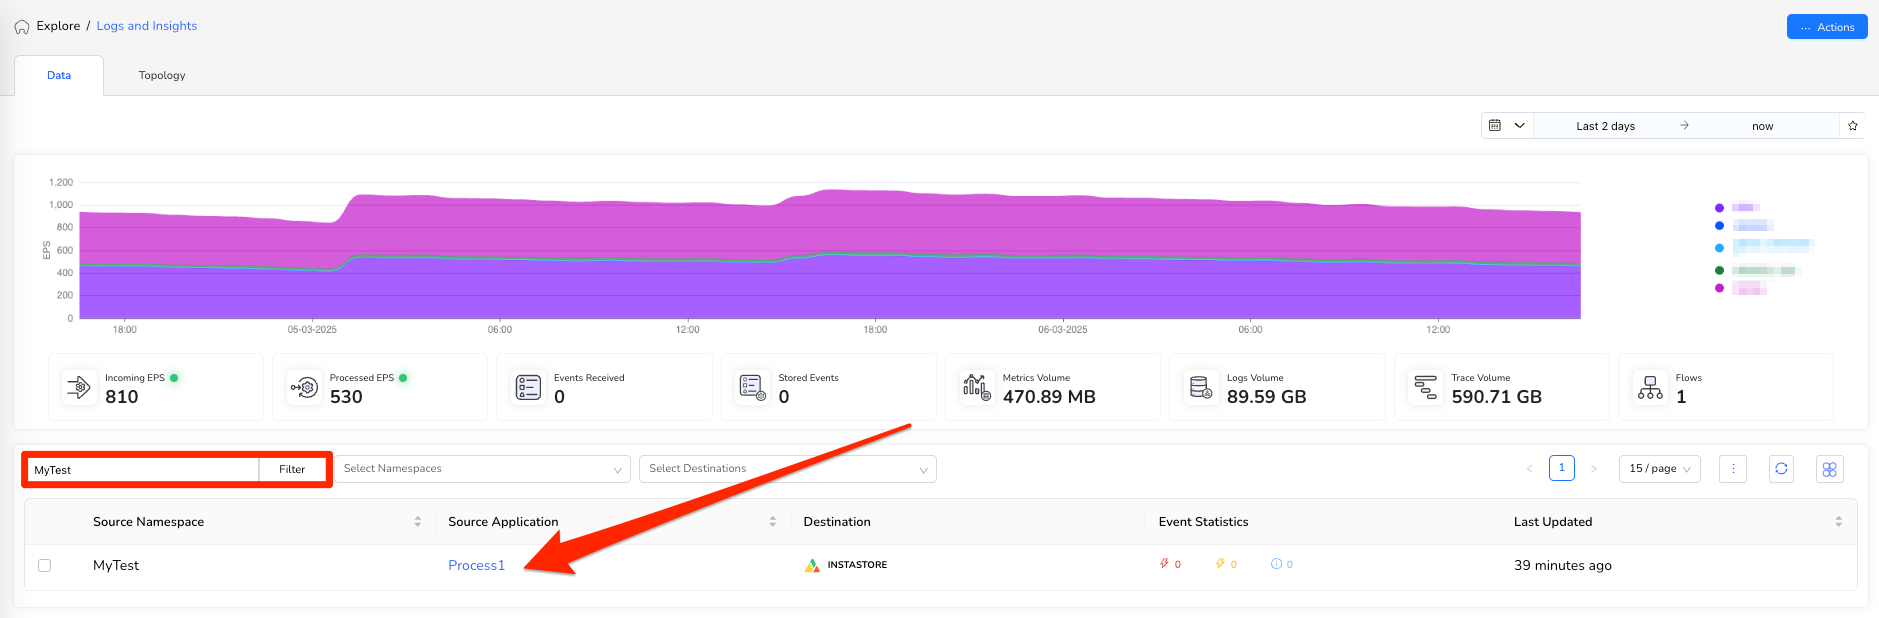 Explore / Logs and Insights
··· Actions
Data
Topology
Last 2 days → now
1,200
1,000
800
600
400
200
0
EPS
18:00
05-03-2025
06:00
12:00
18:00
06-03-2025
06:00
12:00
Incoming EPS
810
Processed EPS
530
Events Received
0
Stored Events
0
Metrics Volume
470.89 MB
Logs Volume
89.59 GB
Trace Volume
590.71 GB
Flows
1
MyTest
Filter
Select Namespaces
Select Destinations
< 1 >
15 / page
Source Namespace
Source Application
Destination
Event Statistics
Last Updated
MyTest
Process1
INSTASTORE
0
0
0
39 minutes ago